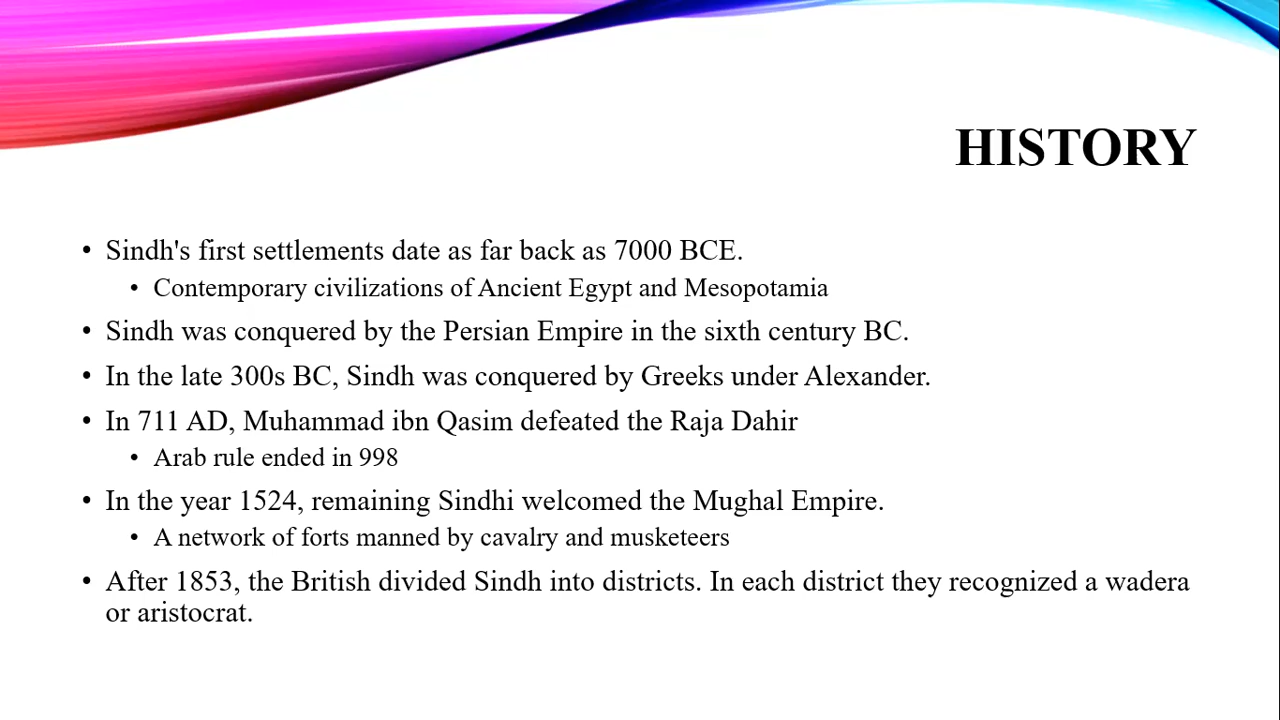 HISTORY
• Sindh's first settlements date as far back as 7000 BCE.
• Contemporary civilizations of Ancient Egypt and Mesopotamia
• Sindh was conquered by the Persian Empire in the sixth century BC.
• In the late 300s BC, Sindh was conquered by Greeks under Alexander.
• In 711 AD, Muhammad ibn Qasim defeated the Raja Dahir
• Arab rule ended in 998
• In the year 1524, remaining Sindhi welcomed the Mughal Empire.
• A network of forts manned by cavalry and musketeers
• After 1853, the British divided Sindh into districts. In each district they recognized a wadera
or aristocrat.